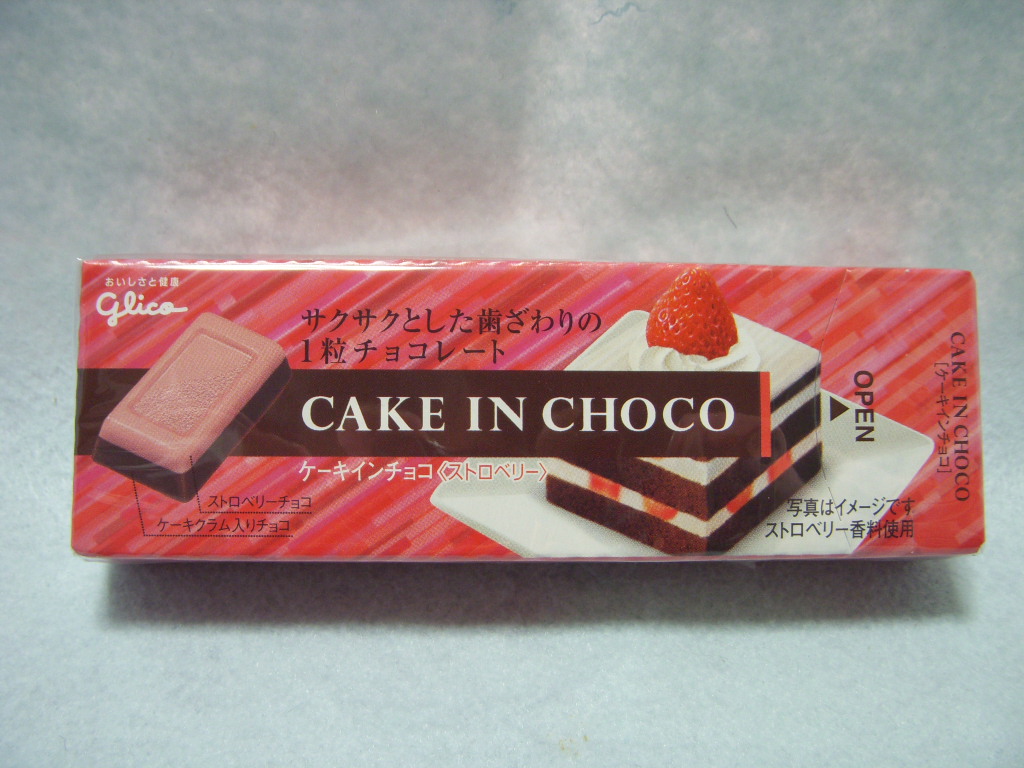 おいしさと健康
glico
サクサクとした歯ざわりの
1粒チョコレート
CAKE IN CHOCO
ケーキインチョコ〈ストロベリー〉
ストロベリーチョコ
ケーキクラム入りチョコ
OPEN
写真はイメージです
ストロベリー香料使用
CAKE IN CHOCO
[ケーキインチョコ]